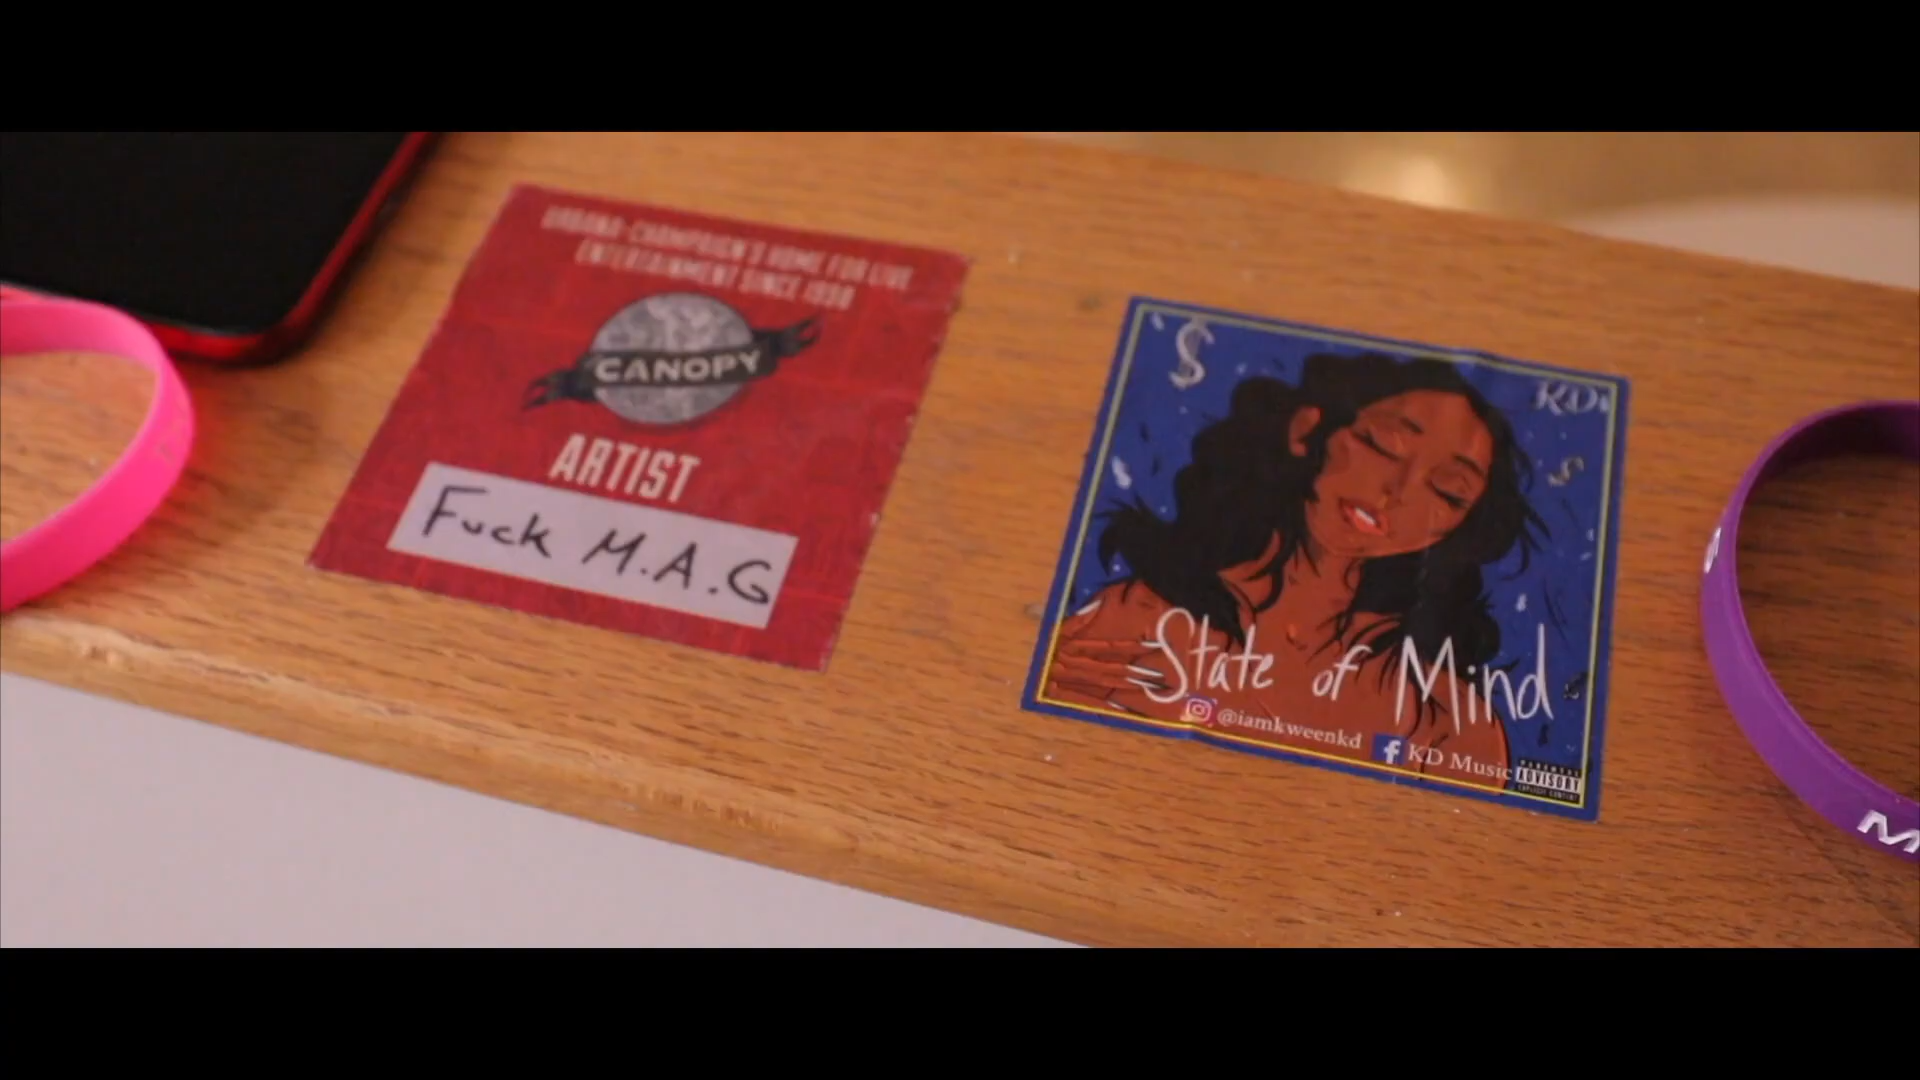 URBANA-CHAMPAIGN'S HOME FOR LIVE
ENTERTAINMENT SINCE 1998
CANOPY
ARTIST
Fuck M.A.G
$
KD
State of Mind
@iamkweenkd
KD Music
PARENTAL
ADVISORY
EXPLICIT CONTENT
M